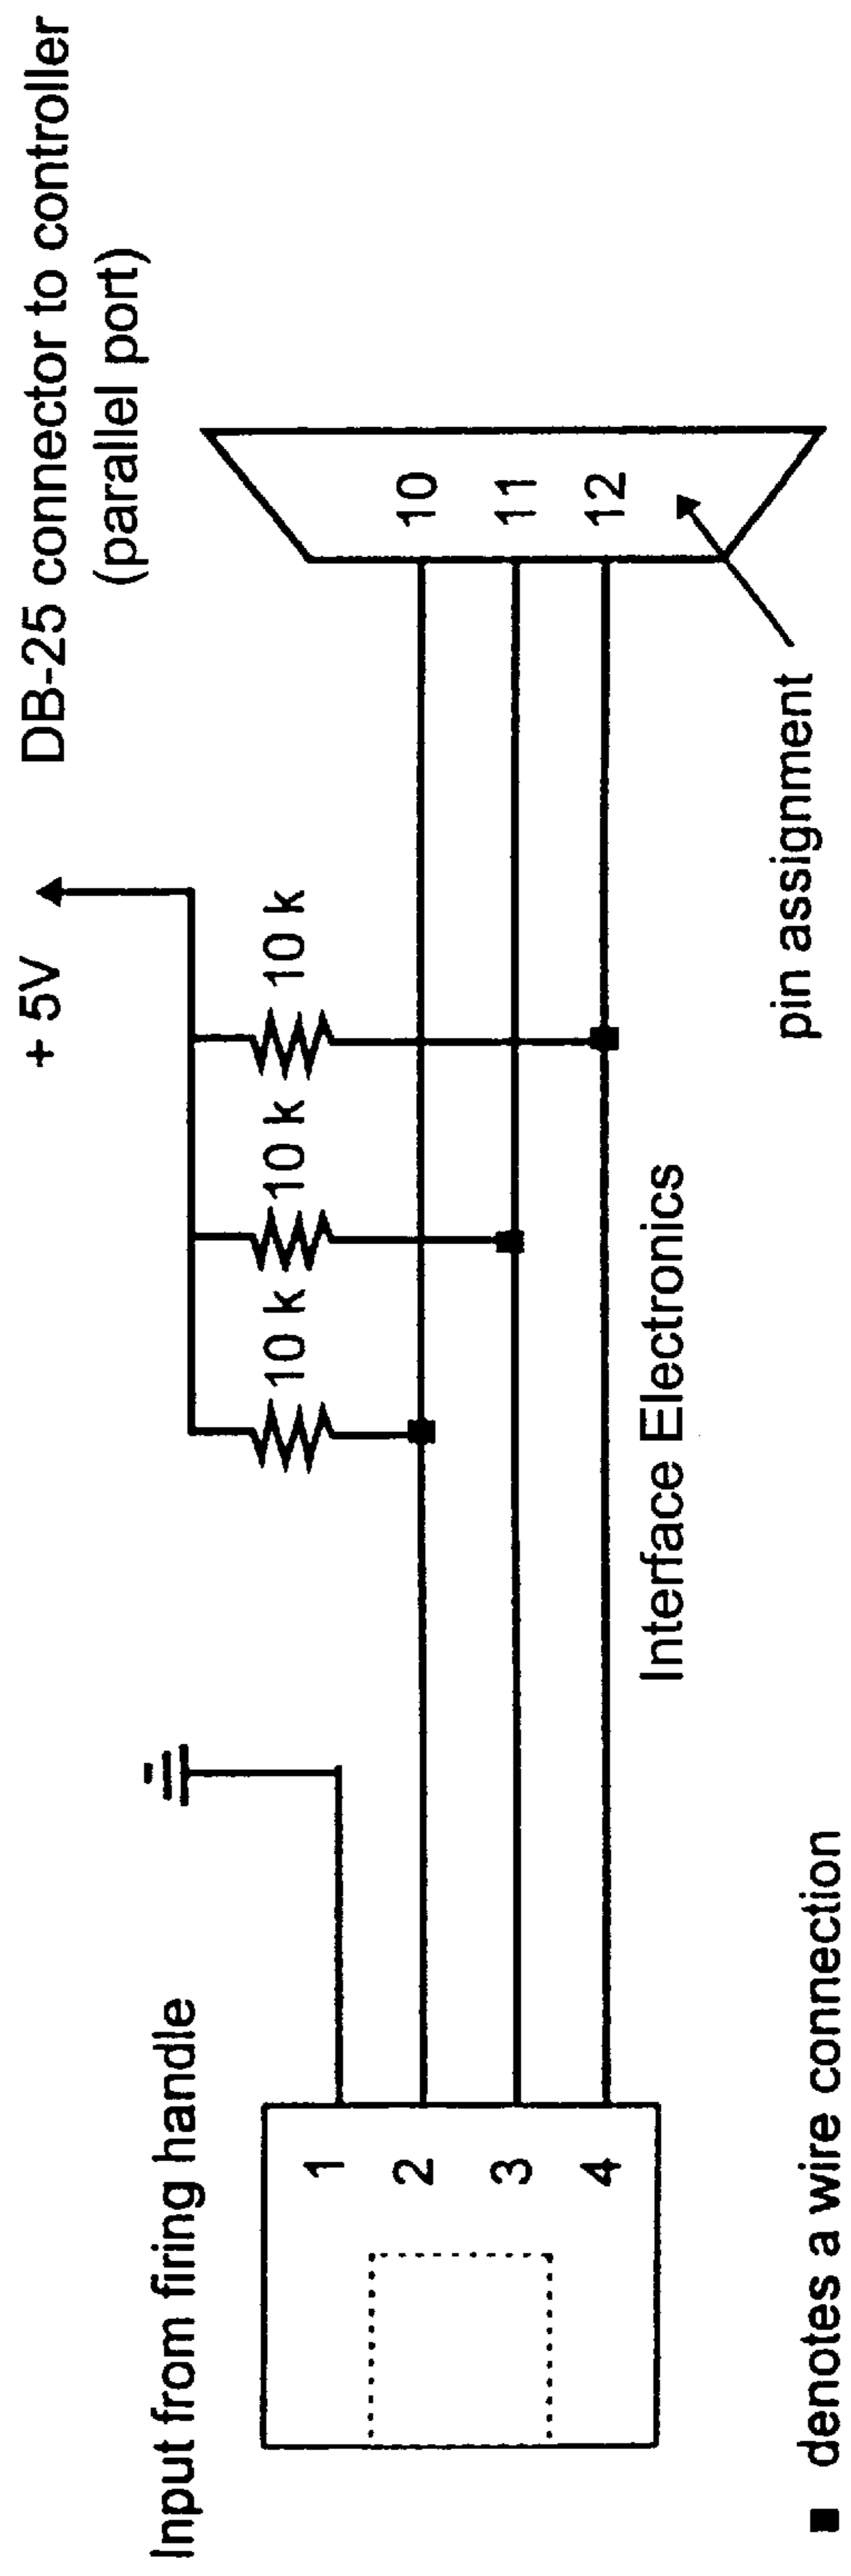 DB-25 connector to controller
(parallel port)
+ 5V
Input from firing handle
10 k
10 k
10 k
1
2
3
4
10
11
12
Interface Electronics
pin assignment
denotes a wire connection